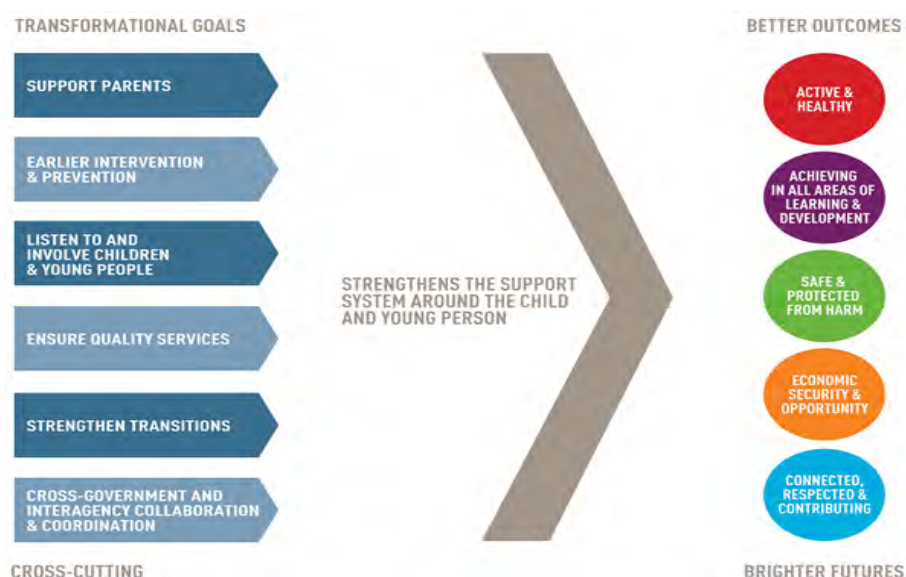 TRANSFORMATIONAL GOALS
SUPPORT PARENTS
EARLIER INTERVENTION
& PREVENTION
LISTEN TO AND
INVOLVE CHILDREN
& YOUNG PEOPLE
ENSURE QUALITY SERVICES
STRENGTHEN TRANSITIONS
CROSS-GOVERNMENT AND
INTERAGENCY COLLABORATION
& COORDINATION
CROSS-CUTTING
STRENGTHENS THE SUPPORT
SYSTEM AROUND THE CHILD
AND YOUNG PERSON
BETTER OUTCOMES
ACTIVE &
HEALTHY
ACHIEVING
IN ALL AREAS OF
LEARNING &
DEVELOPMENT
SAFE &
PROTECTED
FROM HARM
ECONOMIC
SECURITY &
OPPORTUNITY
CONNECTED,
RESPECTED &
CONTRIBUTING
BRIGHTER FUTURES